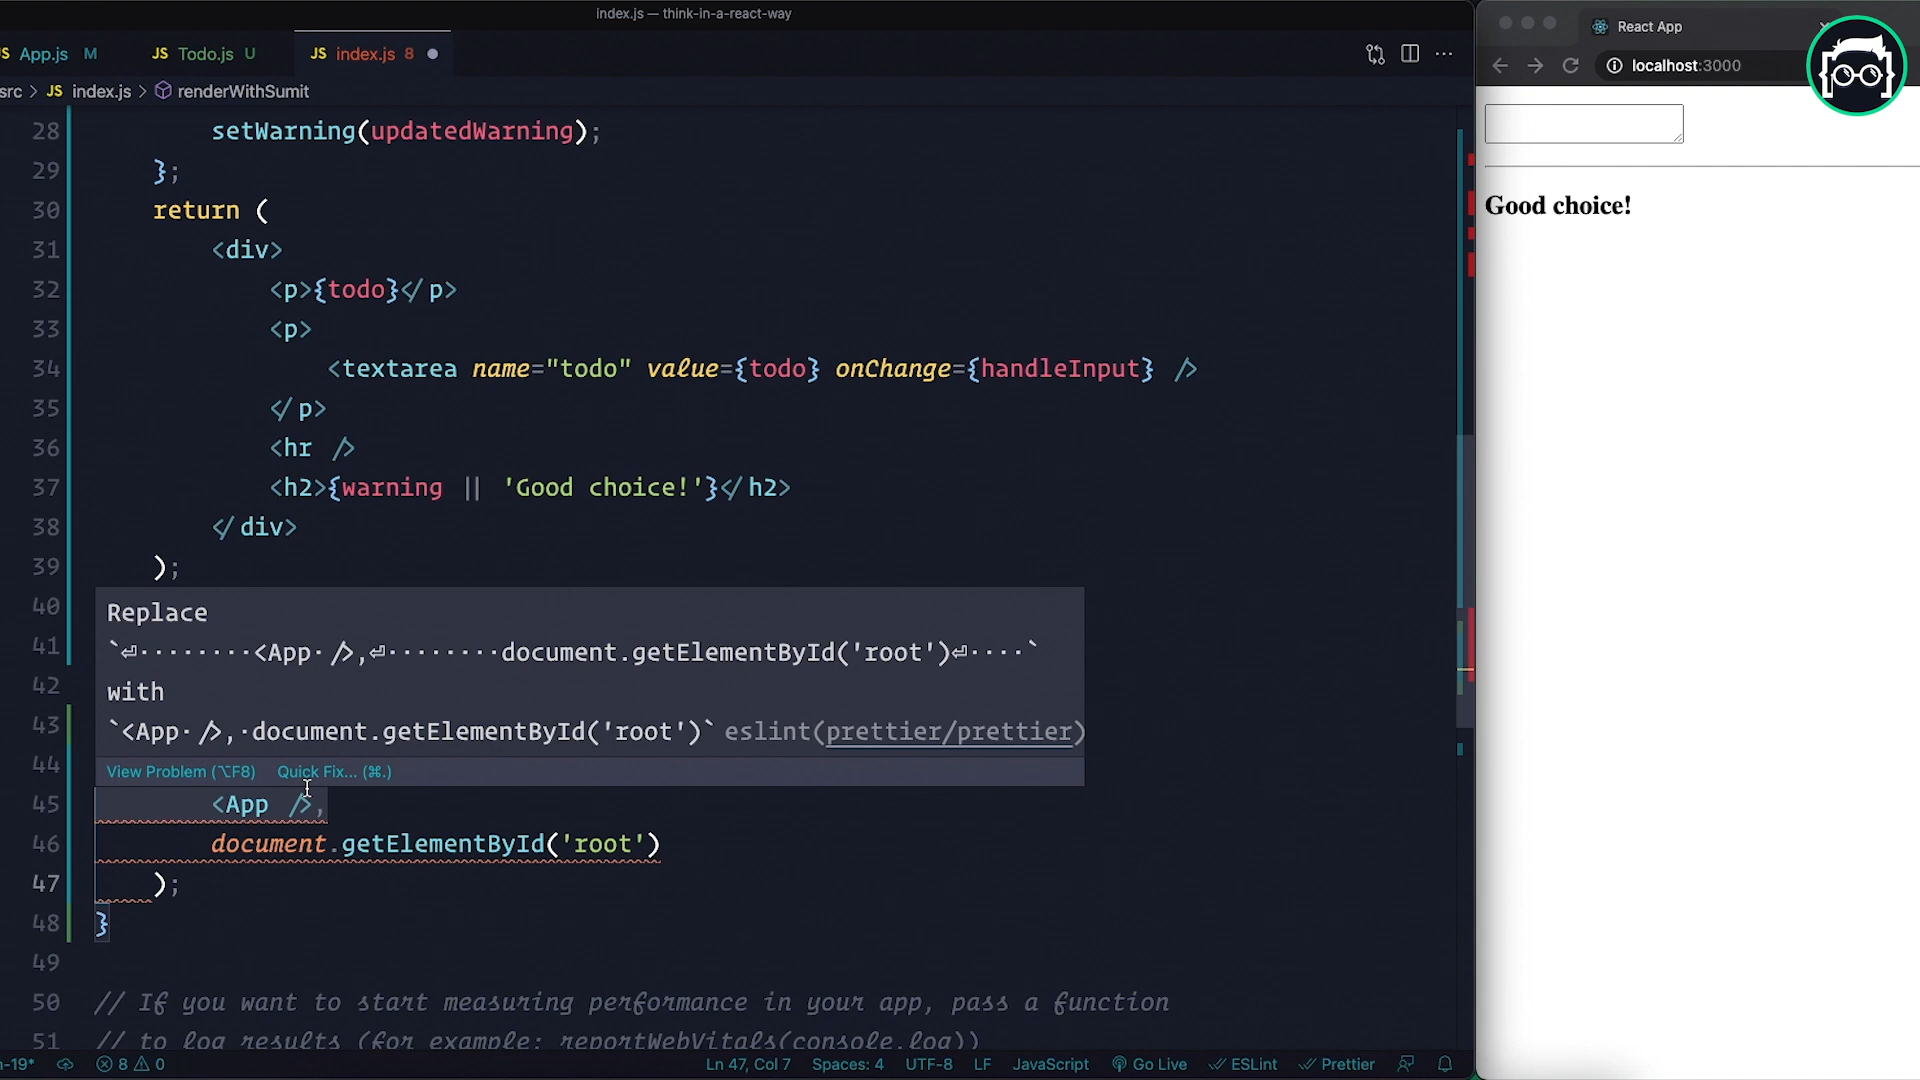 index.js — think-in-a-react-way
JS App.js M JS Todo.js U JS index.js 8
src > JS index.js > renderWithSumit
28 setWarning(updatedWarning);
29 };
30 return (
31 <div>
32 <p>{todo}</p>
33 <p>
34 <textarea name="todo" value={todo} onChange={handleInput} />
35 </p>
36 <hr />
37 <h2>{warning || 'Good choice!'}</h2>
38 </div>
39 );
40
41
42
43
44
Replace
`⏎········<App·/>,⏎········document.getElementById('root')⏎····`
with
`<App·/>,·document.getElementById('root')` eslint(prettier/prettier)
View Problem (⌥F8) Quick Fix... (⌘.)
45 <App />,
46 document.getElementById('root')
47 );
48 }
49
50 // If you want to start measuring performance in your app, pass a function
51 // to log results (for example: reportWebVitals(console.log))
n-19* 8 0 Ln 47, Col 7 Spaces: 4 UTF-8 LF JavaScript Go Live ESLint Prettier
React App
localhost:3000
Good choice!